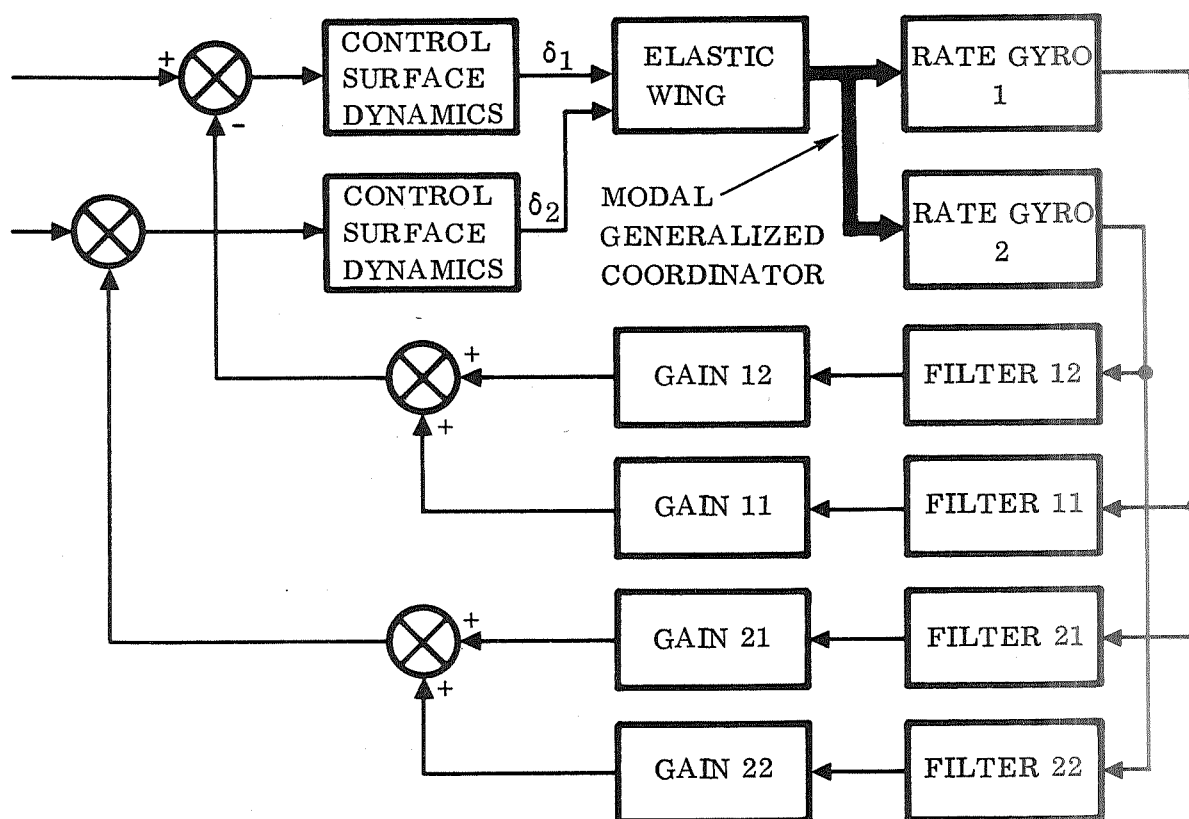 +
-
CONTROL
SURFACE
DYNAMICS
δ1
ELASTIC
WING
RATE GYRO
1
CONTROL
SURFACE
DYNAMICS
δ2
MODAL
GENERALIZED
COORDINATOR
RATE GYRO
2
+
+
GAIN 12
FILTER 12
GAIN 11
FILTER 11
+
+
GAIN 21
FILTER 21
GAIN 22
FILTER 22